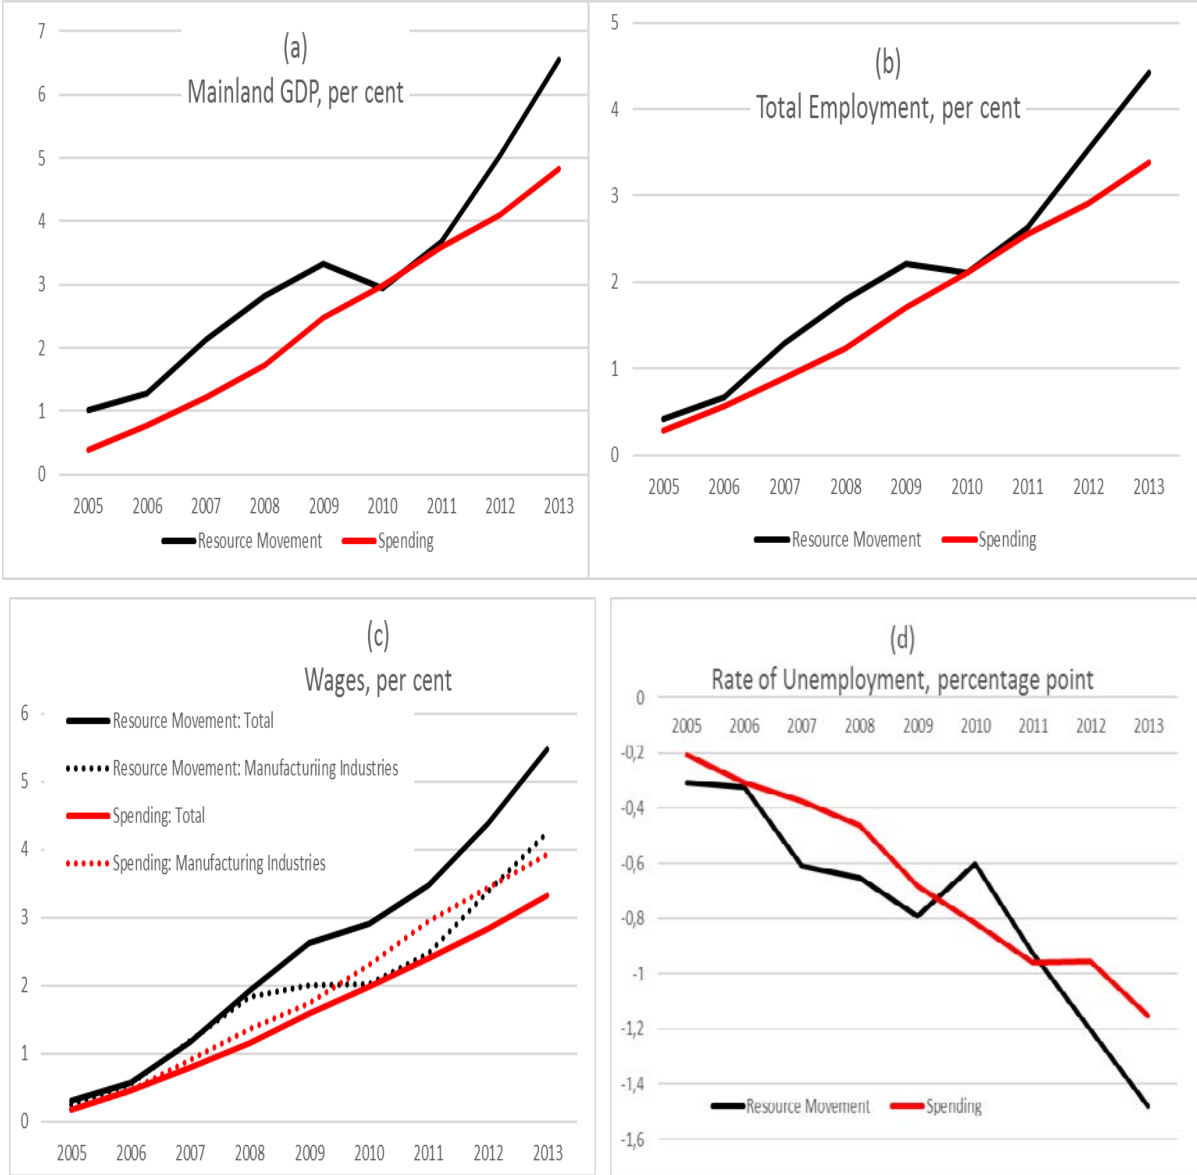 (a)
Mainland GDP, per cent
7
6
5
4
3
2
1
0
2005 2006 2007 2008 2009 2010 2011 2012 2013
Resource Movement Spending
(b)
Total Employment, per cent
5
4
3
2
1
0
2005 2006 2007 2008 2009 2010 2011 2012 2013
Resource Movement Spending
(c)
Wages, per cent
6
5
4
3
2
1
0
Resource Movement: Total
Resource Movement: Manufacturiing Industries
Spending: Total
Spending: Manufacturing Industries
2005 2006 2007 2008 2009 2010 2011 2012 2013
(d)
Rate of Unemployment, percentage point
0
2005 2006 2007 2008 2009 2010 2011 2012 2013
-0,2
-0,4
-0,6
-0,8
-1
-1,2
-1,4
-1,6
Resource Movement Spending